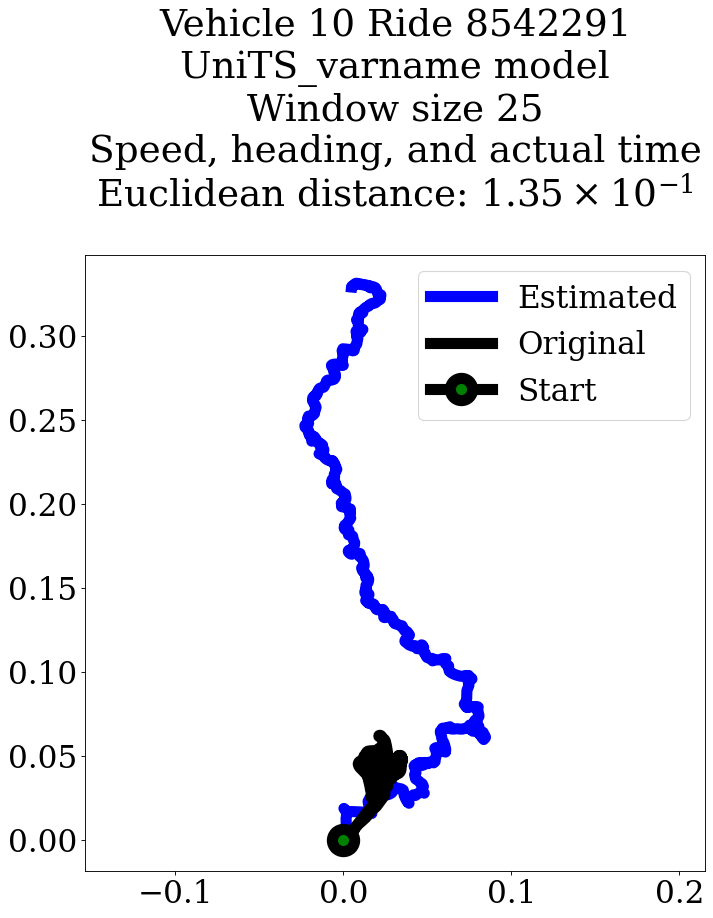 Vehicle 10 Ride 8542291
UniTS_varname model
Window size 25
Speed, heading, and actual time
Euclidean distance: 1.35 × 10⁻¹
Estimated
Original
Start
0.30
0.25
0.20
0.15
0.10
0.05
0.00
−0.1 0.0 0.1 0.2